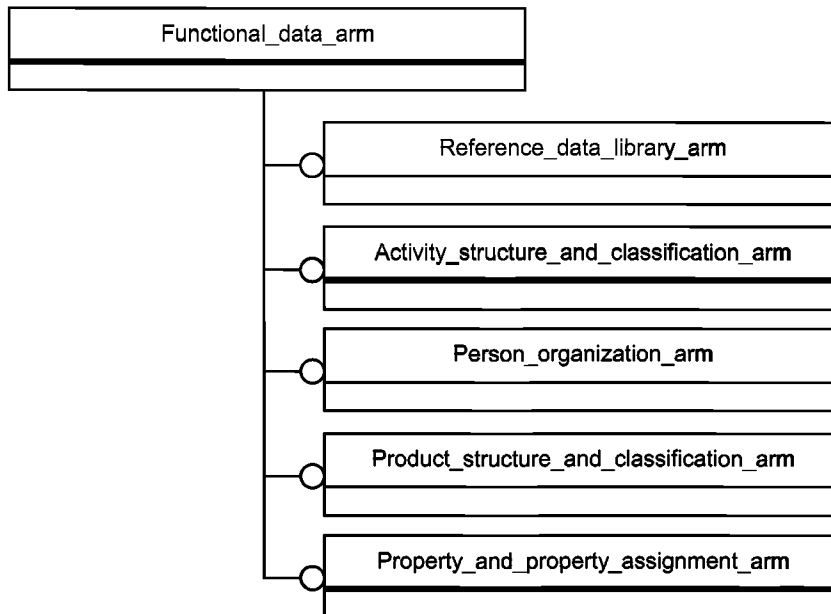 Functional_data_arm
Reference_data_library_arm
Activity_structure_and_classification_arm
Person_organization_arm
Product_structure_and_classification_arm
Property_and_property_assignment_arm